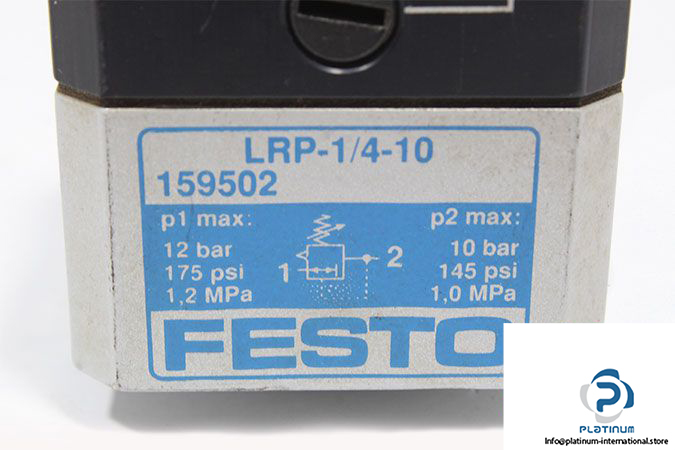 LRP-1/4-10
159502
p1 max: p2 max:
12 bar 10 bar
175 psi 1 2 145 psi
1,2 MPa 1,0 MPa
FESTO
PLATINUM
Info@platinum-international.store